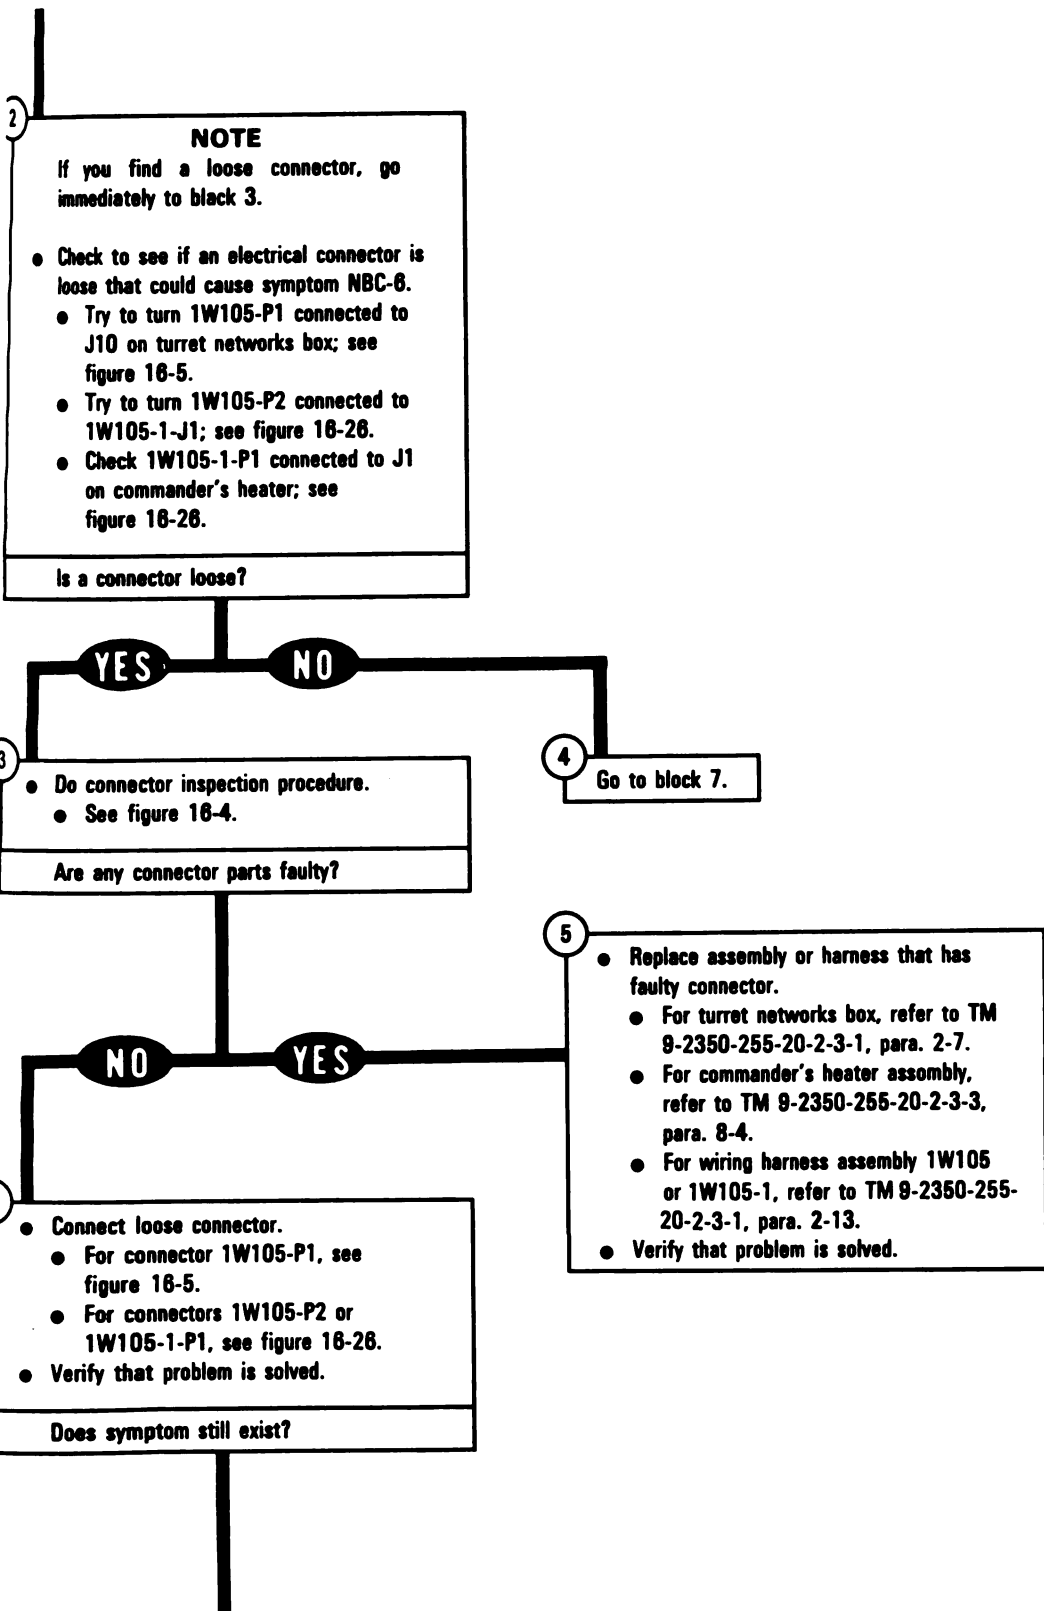 2
NOTE
If you find a loose connector, go
immediately to black 3.
● Check to see if an electrical connector is
loose that could cause symptom NBC-6.
● Try to turn 1W105-P1 connected to
J10 on turret networks box; see
figure 16-5.
● Try to turn 1W105-P2 connected to
1W105-1-J1; see figure 16-26.
● Check 1W105-1-P1 connected to J1
on commander's heater; see
figure 16-26.
Is a connector loose?
YES
NO
3
● Do connector inspection procedure.
● See figure 16-4.
Are any connector parts faulty?
4
Go to block 7.
NO
YES
5
● Replace assembly or harness that has
faulty connector.
● For turret networks box, refer to TM
9-2350-255-20-2-3-1, para. 2-7.
● For commander's heater assombly,
refer to TM 9-2350-255-20-2-3-3,
para. 8-4.
● For wiring harness assembly 1W105
or 1W105-1, refer to TM 9-2350-255-
20-2-3-1, para. 2-13.
● Verify that problem is solved.
● Connect loose connector.
● For connector 1W105-P1, see
figure 16-5.
● For connectors 1W105-P2 or
1W105-1-P1, see figure 16-26.
● Verify that problem is solved.
Does symptom still exist?